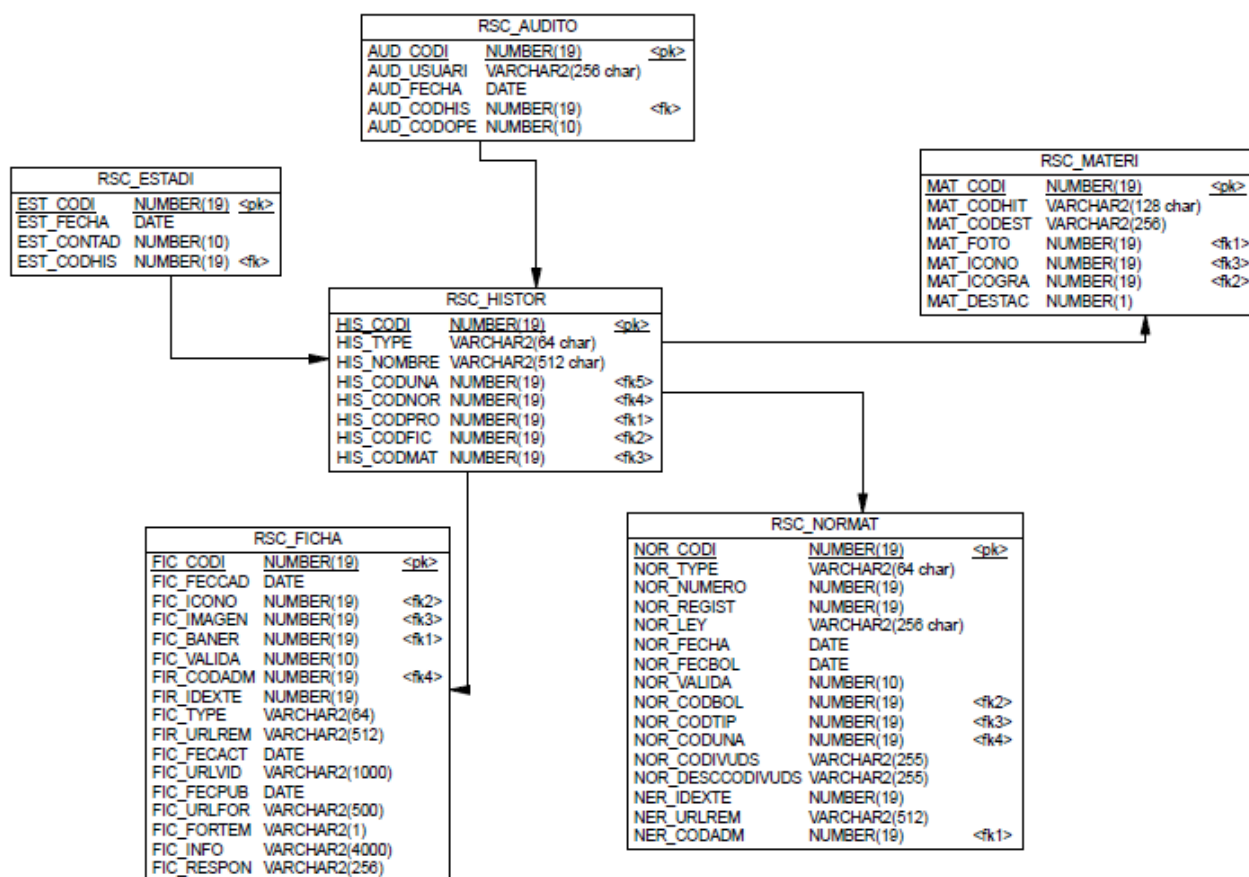 RSC_AUDITO
AUD_CODI NUMBER(19) <pk>
AUD_USUARI VARCHAR2(256 char)
AUD_FECHA DATE
AUD_CODHIS NUMBER(19) <fk>
AUD_CODOPE NUMBER(10)
RSC_ESTADI
EST_CODI NUMBER(19) <pk>
EST_FECHA DATE
EST_CONTAD NUMBER(10)
EST_CODHIS NUMBER(19) <fk>
RSC_MATERI
MAT_CODI NUMBER(19) <pk>
MAT_CODHIT VARCHAR2(128 char)
MAT_CODEST VARCHAR2(256)
MAT_FOTO NUMBER(19) <fk1>
MAT_ICONO NUMBER(19) <fk3>
MAT_ICOGRA NUMBER(19) <fk2>
MAT_DESTAC NUMBER(1)
RSC_HISTOR
HIS_CODI NUMBER(19) <pk>
HIS_TYPE VARCHAR2(64 char)
HIS_NOMBRE VARCHAR2(512 char)
HIS_CODUNA NUMBER(19) <fk5>
HIS_CODNOR NUMBER(19) <fk4>
HIS_CODPRO NUMBER(19) <fk1>
HIS_CODFIC NUMBER(19) <fk2>
HIS_CODMAT NUMBER(19) <fk3>
RSC_FICHA
FIC_CODI NUMBER(19) <pk>
FIC_FECCAD DATE
FIC_ICONO NUMBER(19) <fk2>
FIC_IMAGEN NUMBER(19) <fk3>
FIC_BANER NUMBER(19) <fk1>
FIC_VALIDA NUMBER(10)
FIR_CODADM NUMBER(19) <fk4>
FIR_IDEXTE NUMBER(19)
FIC_TYPE VARCHAR2(64)
FIR_URLREM VARCHAR2(512)
FIC_FECACT DATE
FIC_URLVID VARCHAR2(1000)
FIC_FECPUB DATE
FIC_URLFOR VARCHAR2(500)
FIC_FORTEM VARCHAR2(1)
FIC_INFO VARCHAR2(4000)
FIC_RESPON VARCHAR2(256)
RSC_NORMAT
NOR_CODI NUMBER(19) <pk>
NOR_TYPE VARCHAR2(64 char)
NOR_NUMERO NUMBER(19)
NOR_REGIST NUMBER(19)
NOR_LEY VARCHAR2(256 char)
NOR_FECHA DATE
NOR_FECBOL DATE
NOR_VALIDA NUMBER(10)
NOR_CODBOL NUMBER(19) <fk2>
NOR_CODTIP NUMBER(19) <fk3>
NOR_CODUNA NUMBER(19) <fk4>
NOR_CODIVUDS VARCHAR2(255)
NOR_DESCCODIVUDS VARCHAR2(255)
NER_IDEXTE NUMBER(19)
NER_URLREM VARCHAR2(512)
NER_CODADM NUMBER(19) <fk1>